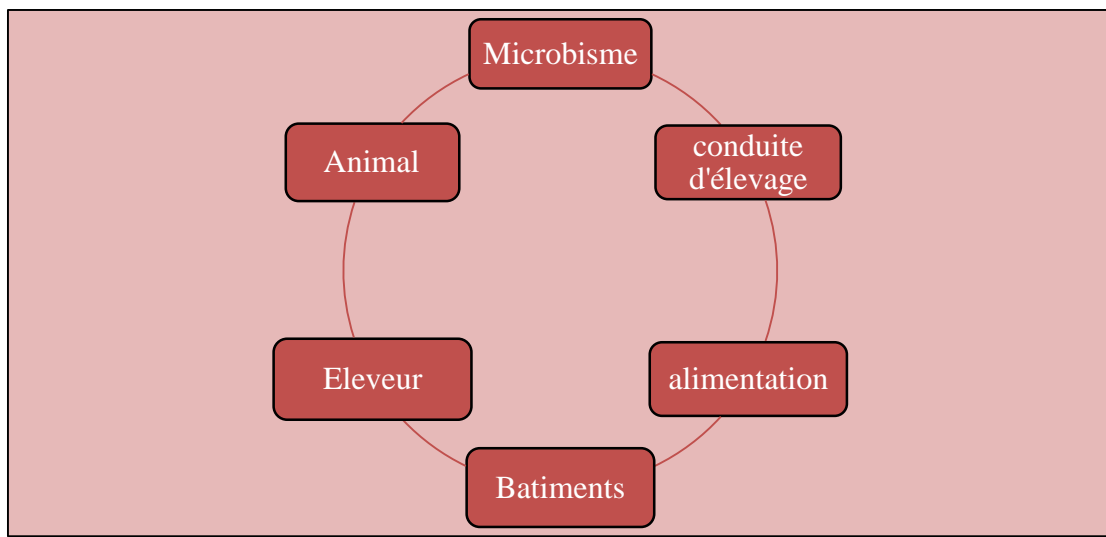 Microbisme
Animal
conduite
d'élevage
Eleveur
alimentation
Batiments